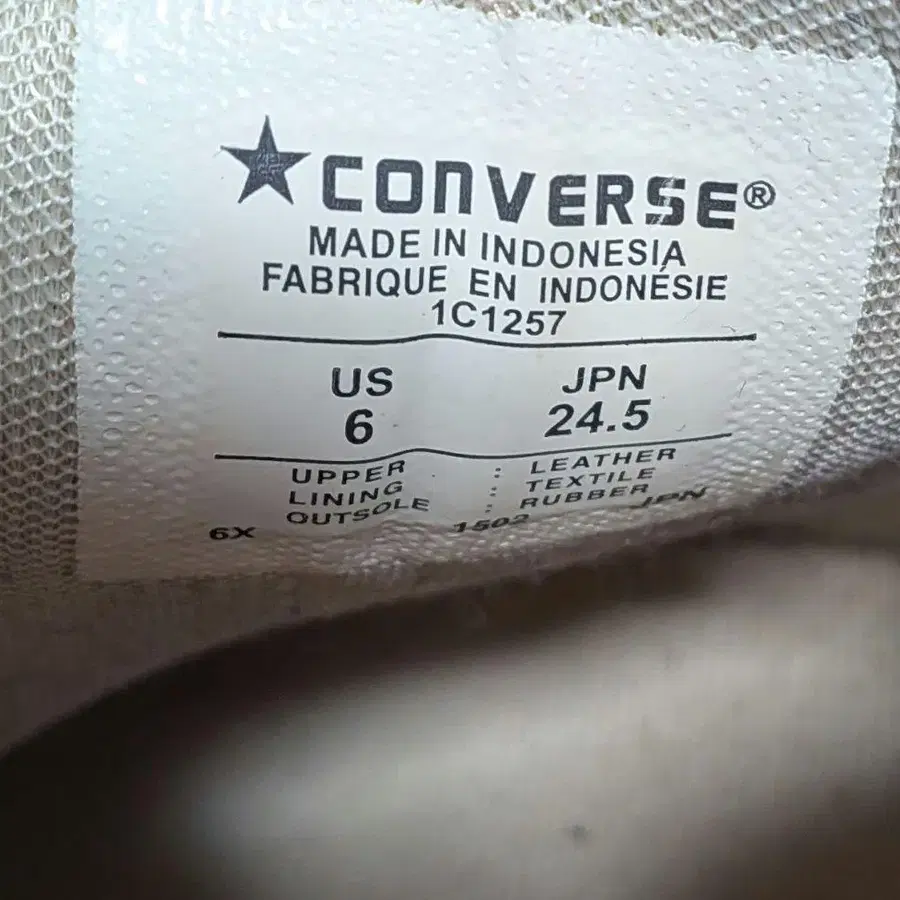 ★CONVERSE®
MADE IN INDONESIA
FABRIQUE EN INDONÉSIE
1C1257
US JPN
6 24.5
UPPER : LEATHER
LINING : TEXTILE
OUTSOLE : RUBBER
6X 1502 JPN